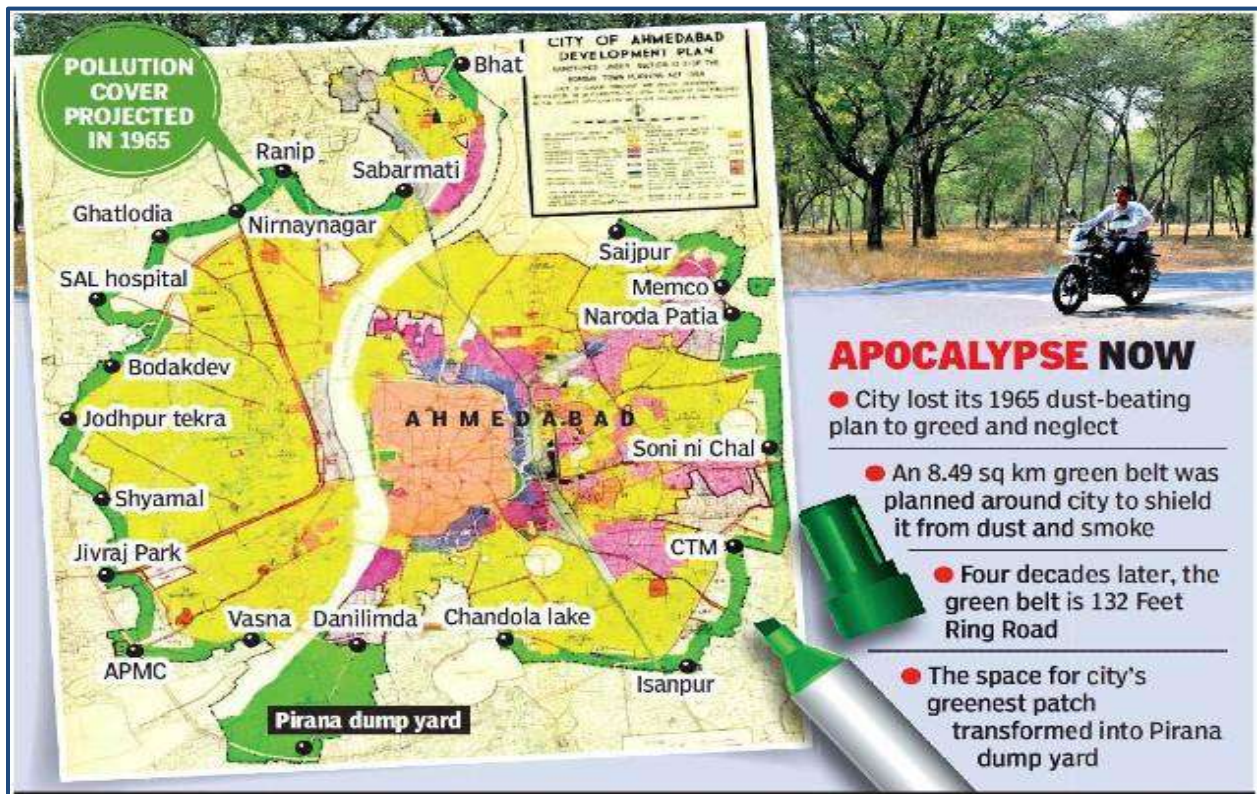 POLLUTION
COVER
PROJECTED
IN 1965
CITY OF AHMEDABAD
DEVELOPMENT PLAN
Bhat
Ranip
Sabarmati
Ghatlodia
Nirnaynagar
SAL hospital
Saijpur
Memco
Naroda Patia
Bodakdev
Jodhpur tekra
AHMEDABAD
Soni ni Chal
Shyamal
CTM
Jivraj Park
Vasna
Danilimda
Chandola lake
APMC
Isanpur
Pirana dump yard
APOCALYPSE NOW
City lost its 1965 dust-beating
plan to greed and neglect
An 8.49 sq km green belt was
planned around city to shield
it from dust and smoke
Four decades later, the
green belt is 132 Feet
Ring Road
The space for city's
greenest patch
transformed into Pirana
dump yard